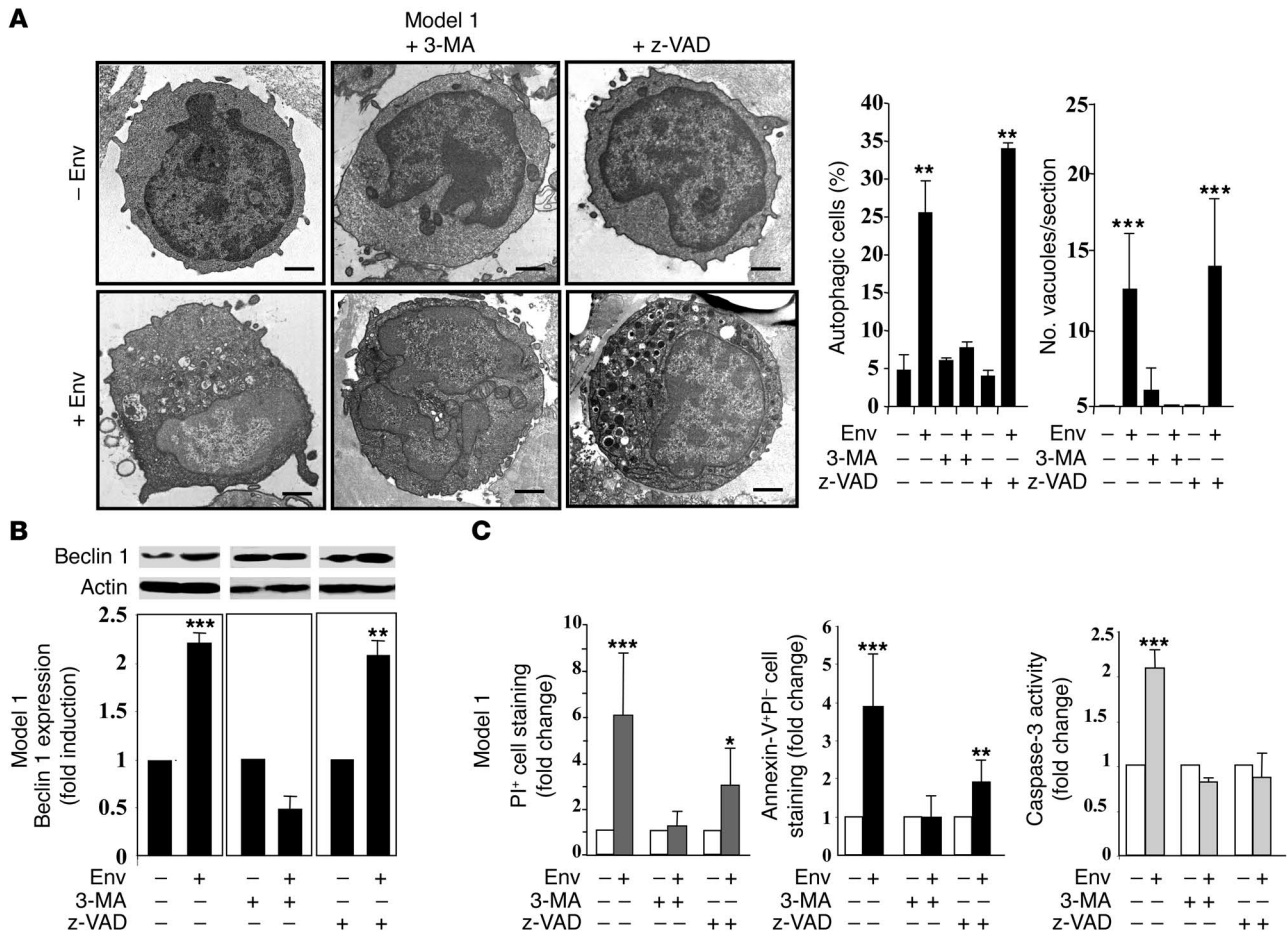 A
Model 1
+ 3-MA
+ z-VAD
– Env
+ Env
Autophagic cells (%)
40
35
30
25
20
15
10
5
0
** **
Env – + – + – +
3-MA – – + + – –
z-VAD – – – – + +
No. vacuoles/section
25
20
15
10
5
*** ***
Env – + – + – +
3-MA – – + + – –
z-VAD – – – – + +
B
Beclin 1
Actin
Model 1
Beclin 1 expression
(fold induction)
2.5
2
1.5
1
0.5
0
*** **
Env – + – + – +
3-MA – – + + – –
z-VAD – – – – + +
C
Model 1
PI⁺ cell staining
(fold change)
10
8
6
4
2
0
*** *
Env – + – + – +
3-MA – – + + – –
z-VAD – – – – + +
Annexin-V⁺PI⁻ cell
staining (fold change)
6
5
4
3
2
1
0
*** **
Env – + – + – +
3-MA – – + + – –
z-VAD – – – – + +
Caspase-3 activity
(fold change)
2.5
2
1.5
1
0.5
0
***
Env – + – + – +
3-MA – – + + – –
z-VAD – – – – + +